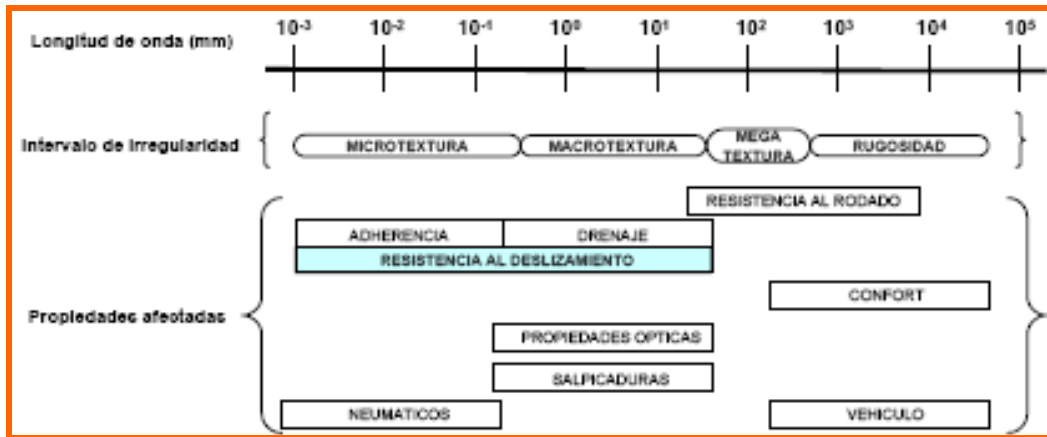 Longitud de onda (mm) 10⁻³ 10⁻² 10⁻¹ 10⁰ 10¹ 10² 10³ 10⁴ 10⁵
Intervalo de Irregularidad MICROTEXTURA MACROTEXTURA MEGA TEXTURA RUGOSIDAD
RESISTENCIA AL RODADO
ADHERENCIA DRENAJE
RESISTENCIA AL DESLIZAMIENTO
CONFORT
Propiedades afectadas
PROPIEDADES OPTICAS
SALPICADURAS
NEUMATICOS VEHICULO